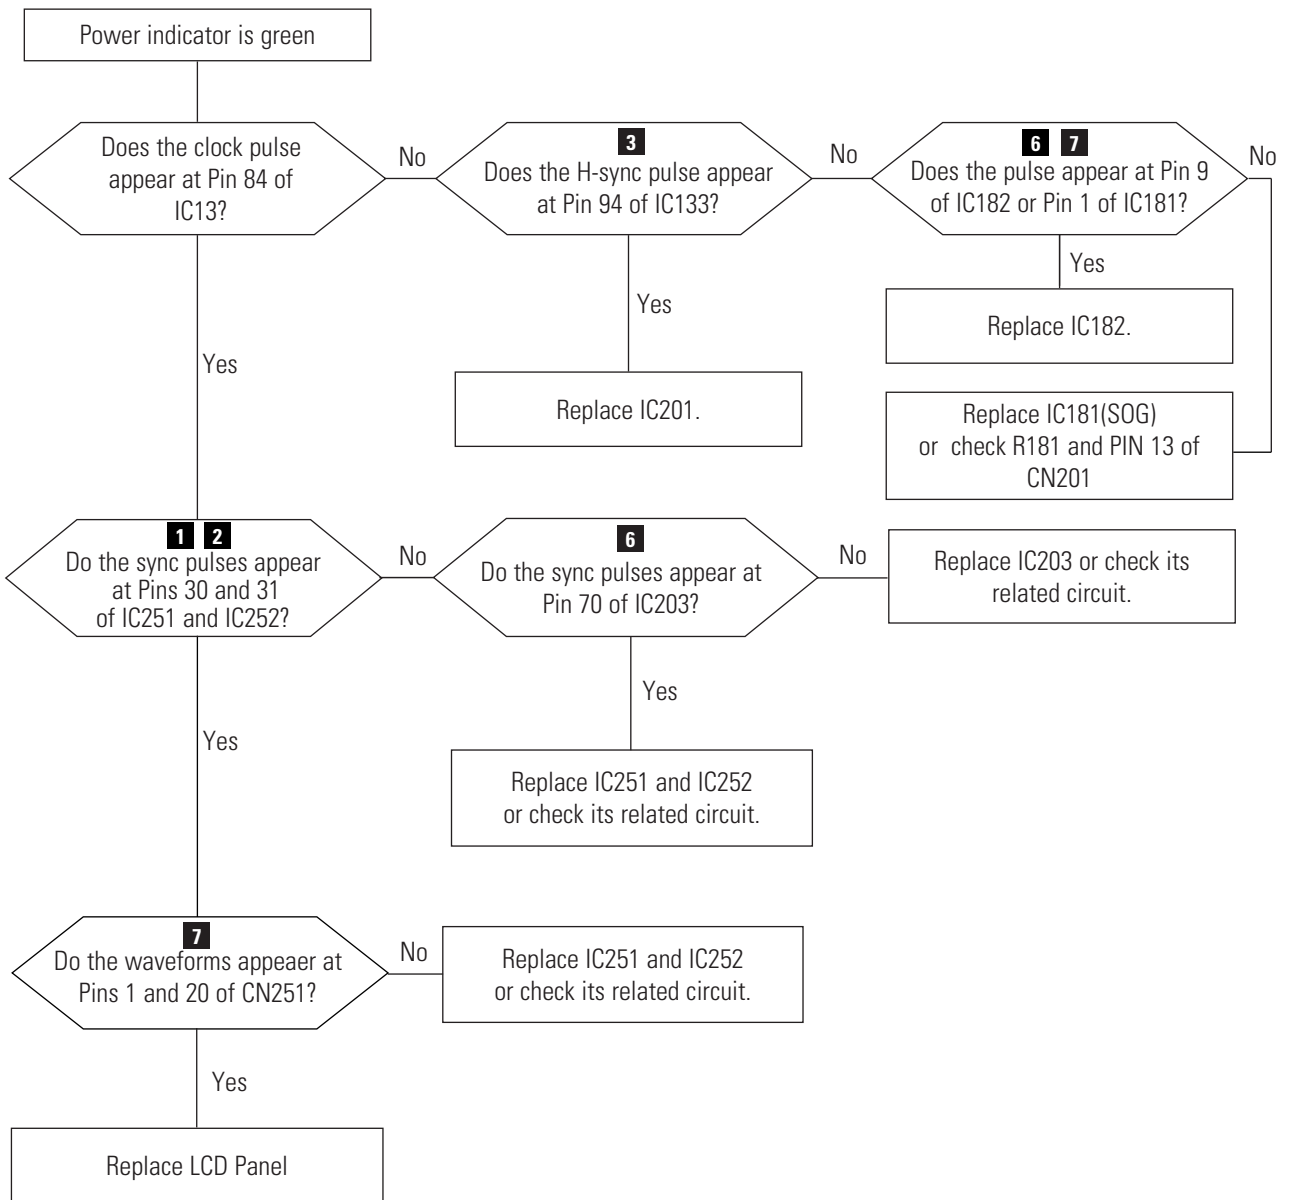 Power indicator is green
Does the clock pulse
appear at Pin 84 of
IC13?
No
3
Does the H-sync pulse appear
at Pin 94 of IC133?
No
6 7
Does the pulse appear at Pin 9
of IC182 or Pin 1 of IC181?
No
Yes
Replace IC182.
Yes
Replace IC201.
Replace IC181(SOG)
or check R181 and PIN 13 of
CN201
Yes
1 2
Do the sync pulses appear
at Pins 30 and 31
of IC251 and IC252?
No
6
Do the sync pulses appear at
Pin 70 of IC203?
No
Replace IC203 or check its
related circuit.
Yes
Replace IC251 and IC252
or check its related circuit.
Yes
7
Do the waveforms appeaer at
Pins 1 and 20 of CN251?
No
Replace IC251 and IC252
or check its related circuit.
Yes
Replace LCD Panel